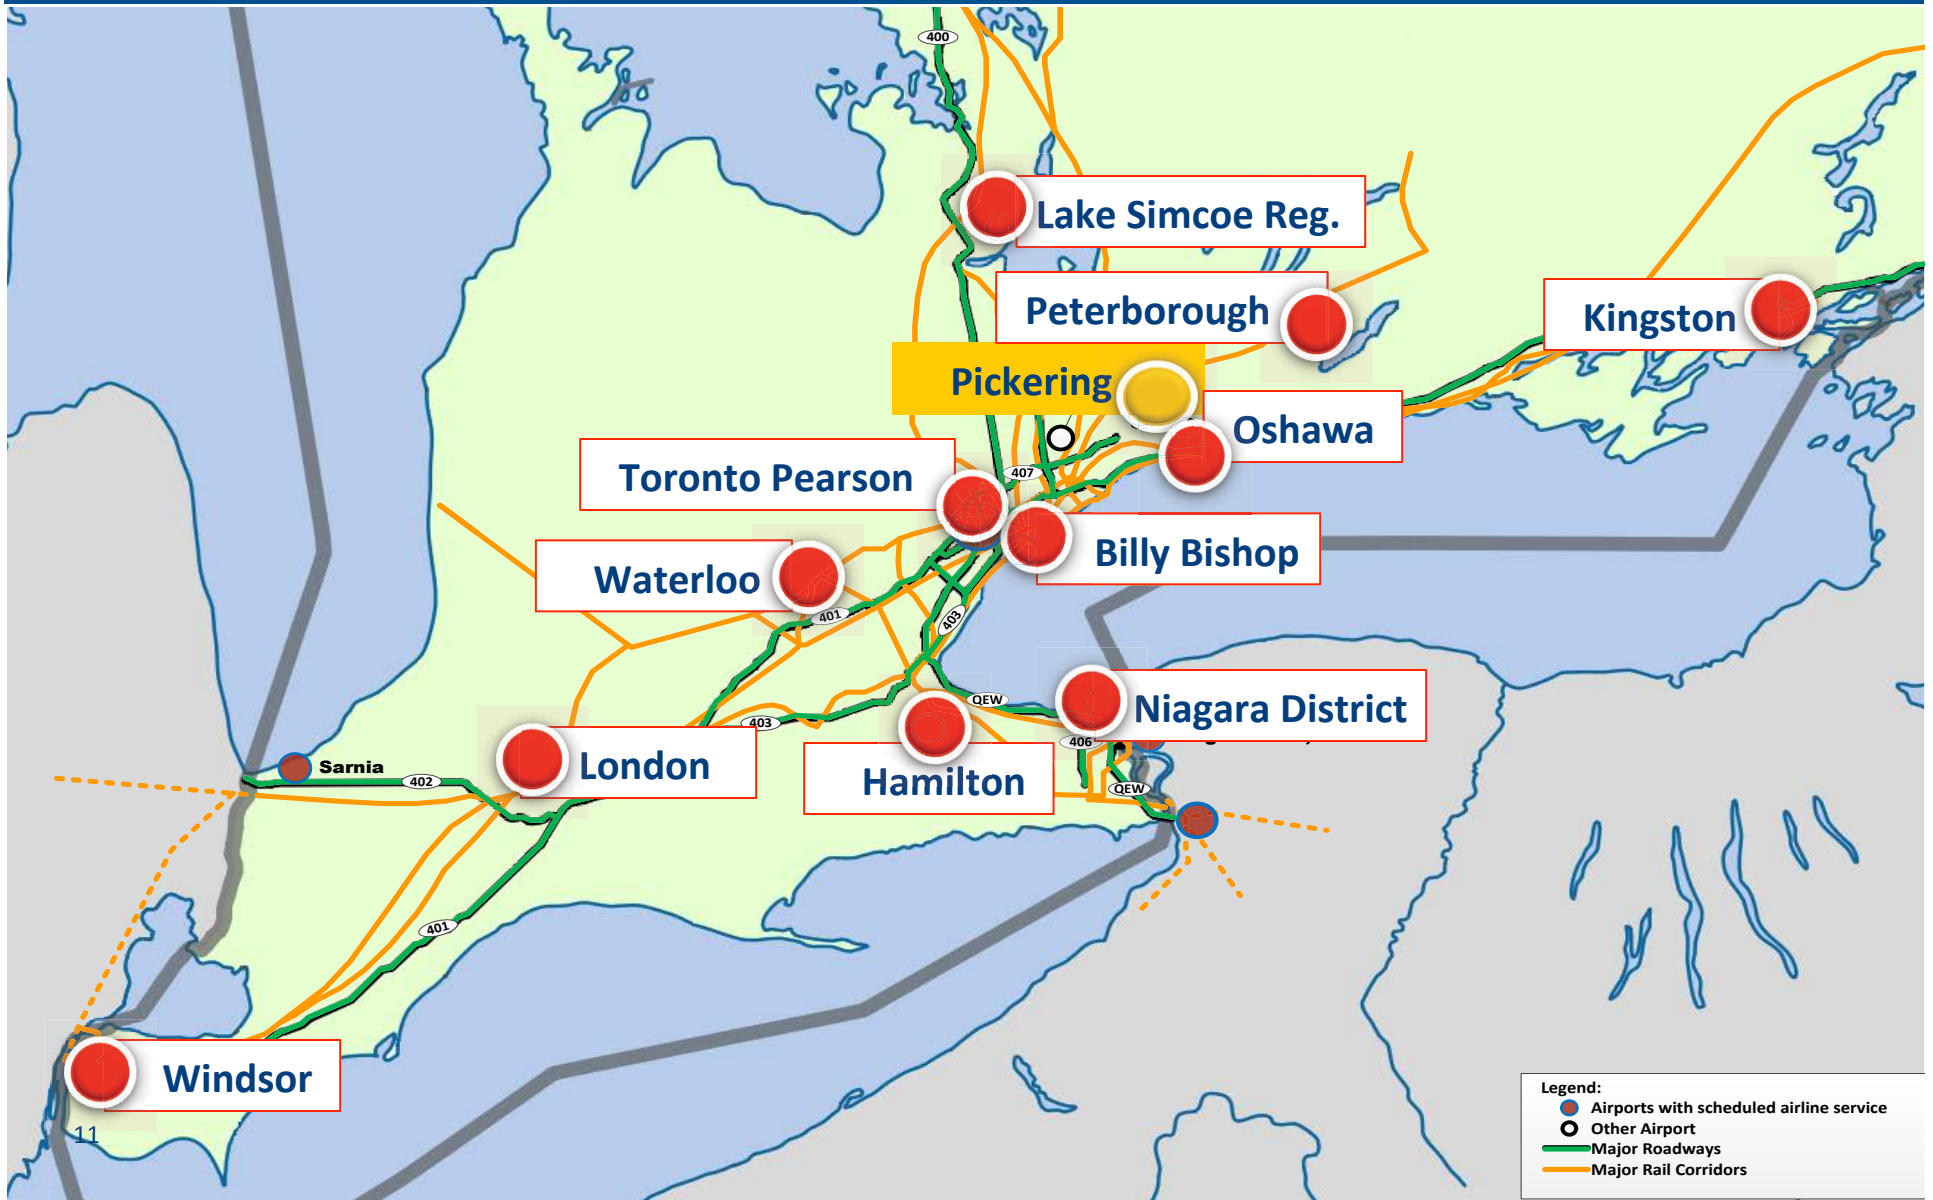 400
Lake Simcoe Reg.
Peterborough
Kingston
Pickering
Oshawa
Toronto Pearson
407
Billy Bishop
Waterloo
401
403
Niagara District
QEW
403
406
London
Sarnia
402
Hamilton
QEW
401
Windsor
11
Legend:
Airports with scheduled airline service
Other Airport
Major Roadways
Major Rail Corridors